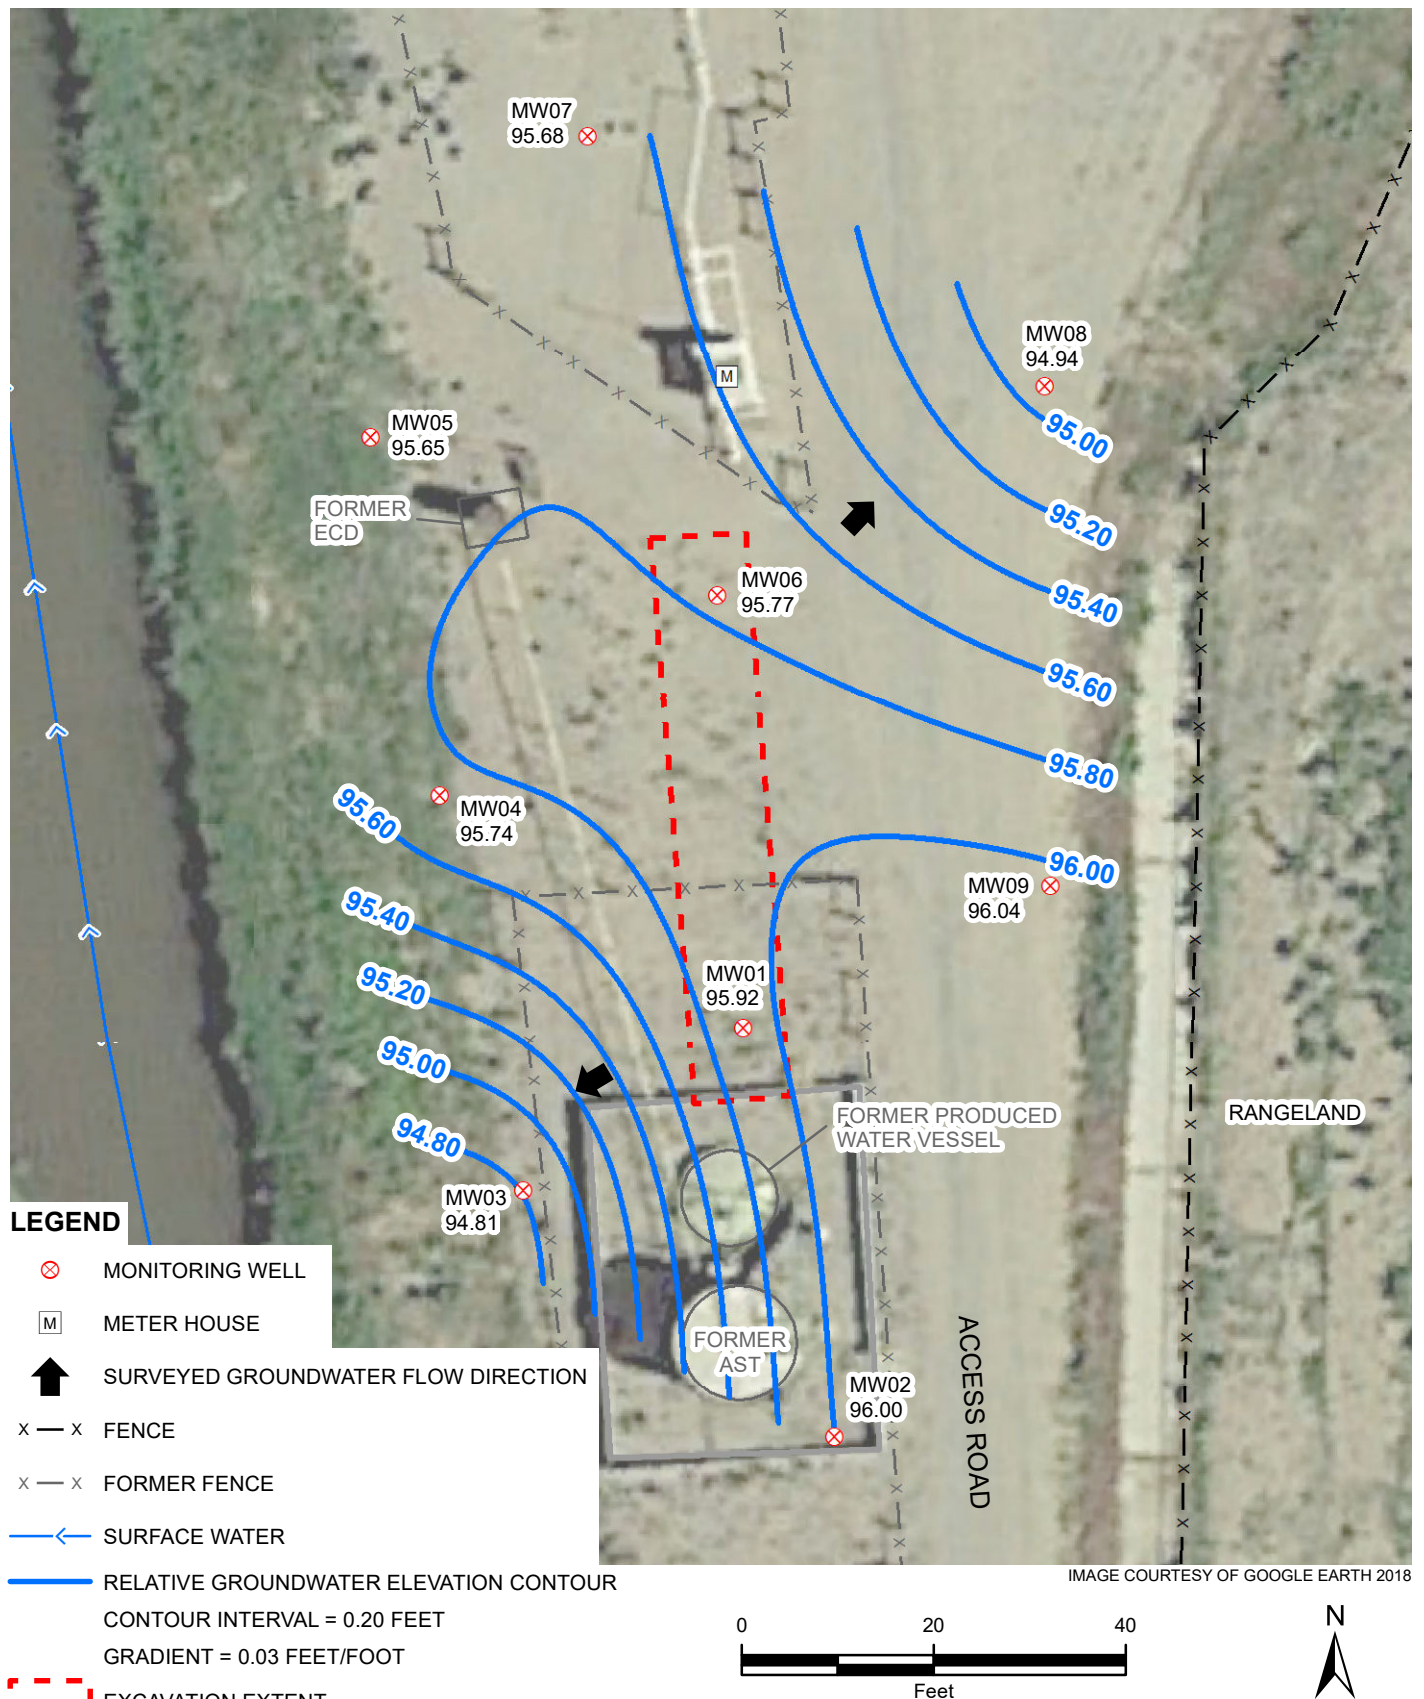 MW07
95.68
MW08
94.94
95.00
M
MW05
95.65
FORMER
ECD
95.20
MW06
95.77
95.40
95.60
95.80
95.60
MW04
95.74
96.00
MW09
96.04
95.40
95.20
MW01
95.92
95.00
94.80
FORMER PRODUCED
WATER VESSEL
RANGELAND
MW03
94.81
FORMER
AST
MW02
96.00
ACCESS ROAD
LEGEND
MONITORING WELL
M METER HOUSE
SURVEYED GROUNDWATER FLOW DIRECTION
X X FENCE
X X FORMER FENCE
SURFACE WATER
RELATIVE GROUNDWATER ELEVATION CONTOUR
CONTOUR INTERVAL = 0.20 FEET
GRADIENT = 0.03 FEET/FOOT
EXCAVATION EXTENT
IMAGE COURTESY OF GOOGLE EARTH 2018
0 20 40
Feet
N